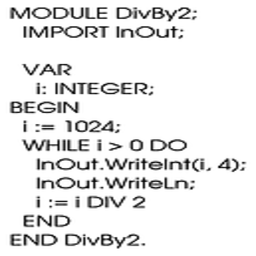 MODULE DivBy2;
IMPORT InOut;
VAR
i: INTEGER;
BEGIN
i := 1024;
WHILE i > 0 DO
InOut.WriteInt(i, 4);
InOut.WriteLn;
i := i DIV 2
END
END DivBy2.